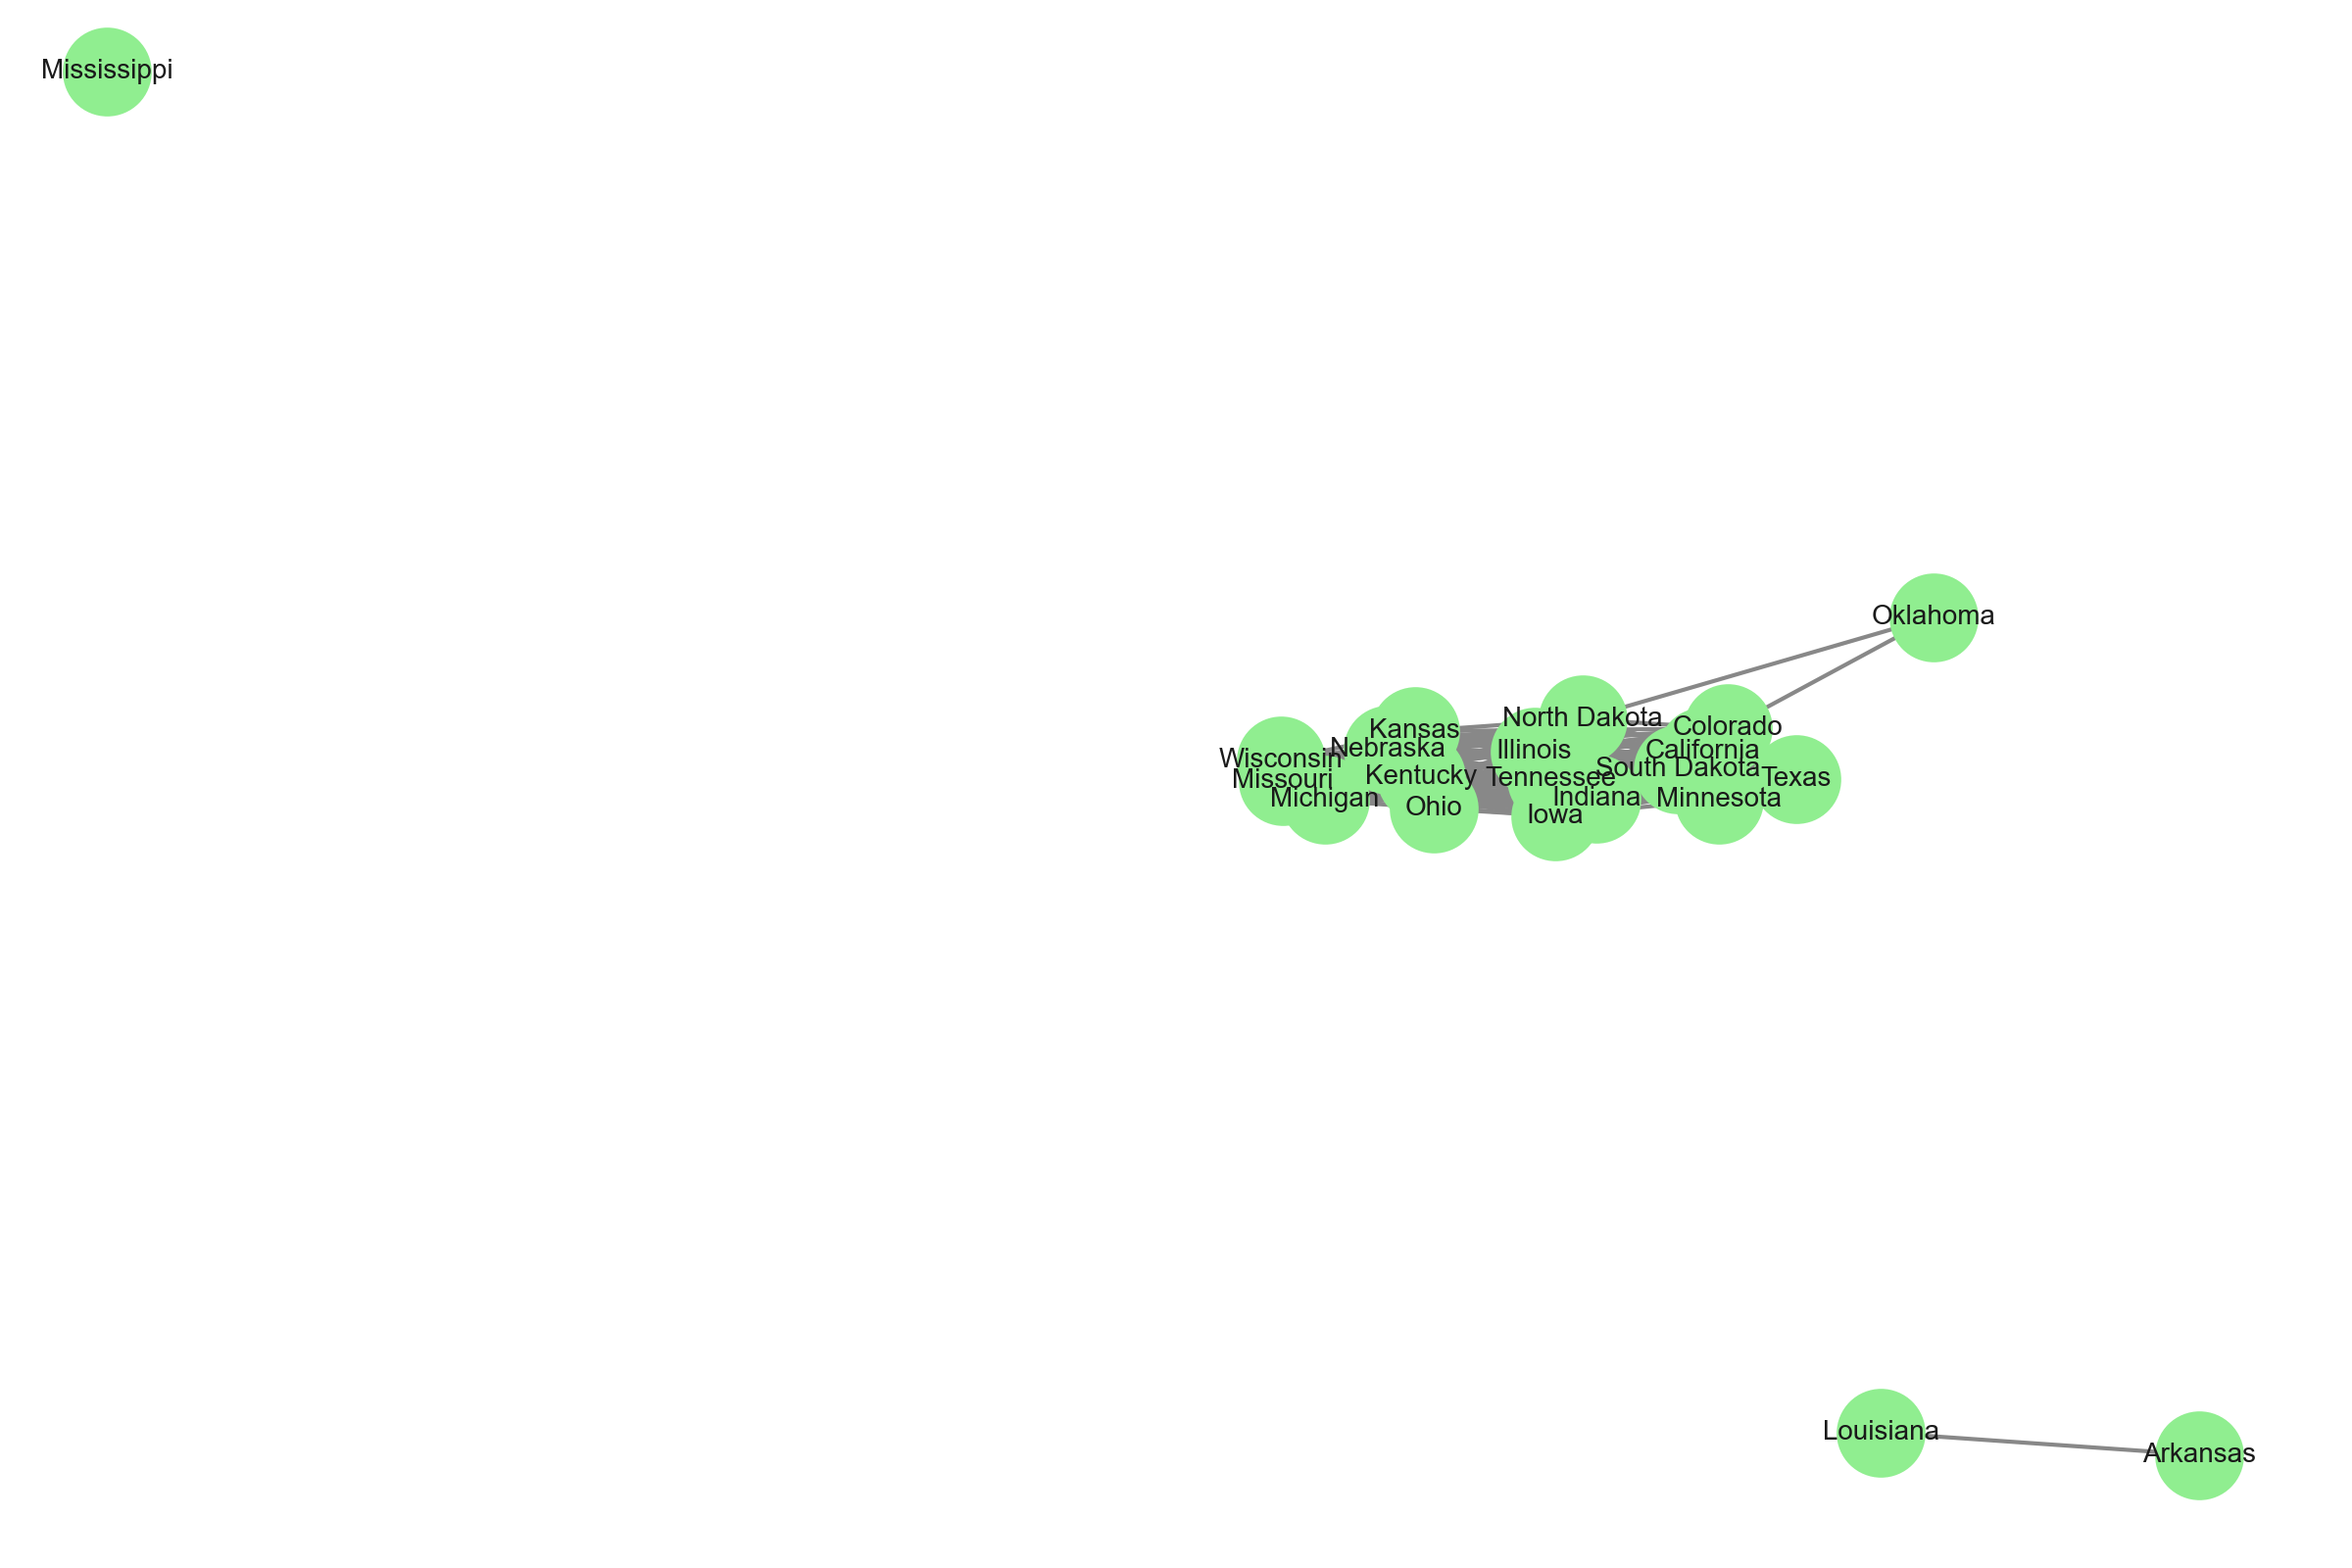 Mississippi
Oklahoma
North Dakota
Colorado
Kansas
Nebraska
Illinois
California
Wisconsin
South Dakota
Missouri
Kentucky
Tennessee
Texas
Michigan
Indiana
Minnesota
Ohio
Iowa
Louisiana
Arkansas